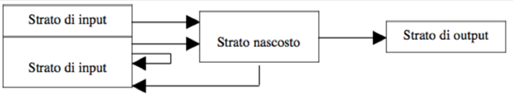 Strato di input
Strato nascosto
Strato di output
Strato di input